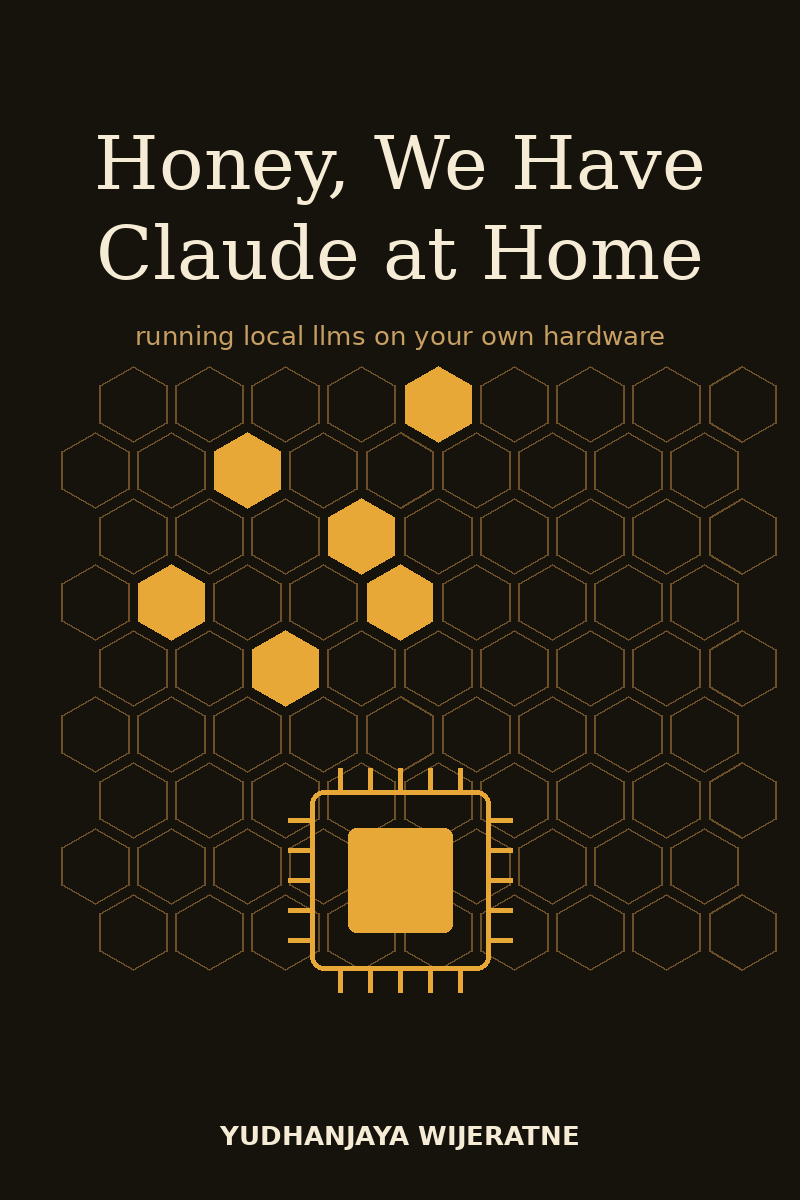 Honey, We Have
Claude at Home
running local llms on your own hardware
YUDHANJAYA WIJERATNE